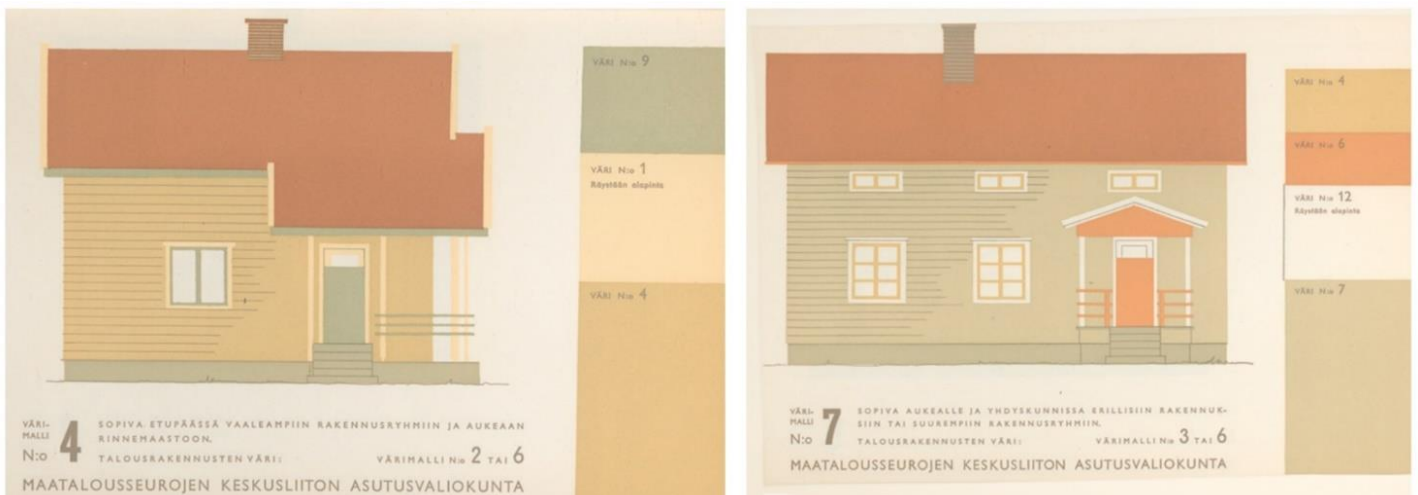 VÄRI N:o 9
VÄRI N:o 1
Räystään alapinta
VÄRI N:o 4
VÄRI-
MALLI
N:o 4
SOPIVA ETUPÄÄSSÄ VAALEAMPIIN RAKENNUSRYHMIIN JA AUKEAAN
RINNEMAASTOON.
TALOUSRAKENNUSTEN VÄRI: VÄRIMALLI N:o 2 TAI 6
MAATALOUSSEUROJEN KESKUSLIITON ASUTUSVALIOKUNTA
VÄRI N:o 4
VÄRI N:o 6
VÄRI N:o 12
Räystään alapinta
VÄRI N:o 7
VÄRI-
MALLI
N:o 7
SOPIVA AUKEALLE JA YHDYSKUNNISSA ERILLISIIN RAKENNUK-
SIIN TAI SUUREMPIIN RAKENNUSRYHMIIN.
TALOUSRAKENNUSTEN VÄRI: VÄRIMALLI N:o 3 TAI 6
MAATALOUSSEUROJEN KESKUSLIITON ASUTUSVALIOKUNTA